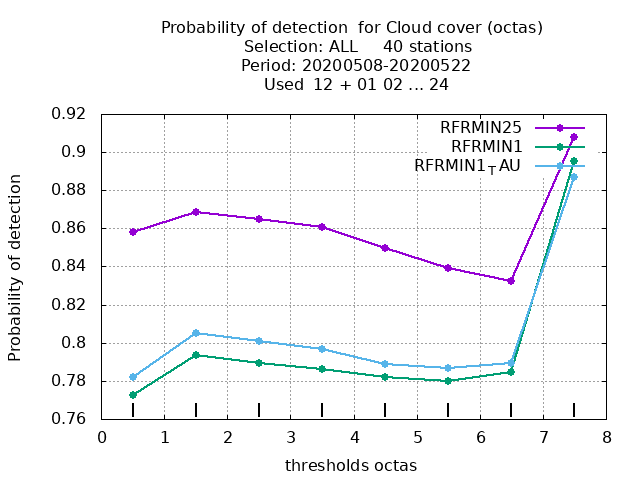 Probability of detection  for Cloud cover (octas)
Selection: ALL     40 stations
Period: 20200508-20200522
Used  12 + 01 02 ... 24
RFRMIN25
RFRMIN1
RFRMIN1TAU
Probability of detection
0.92
0.9
0.88
0.86
0.84
0.82
0.8
0.78
0.76
0 1 2 3 4 5 6 7 8
thresholds octas